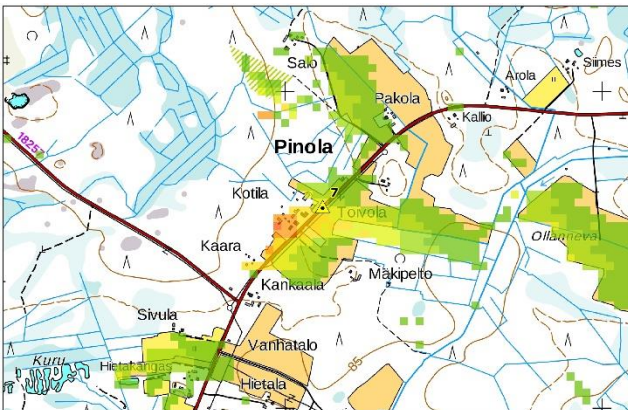 Salo
Siimes
Arola
Pakola
Kallio
18257
Pinola
7
Kotila
Toivola
Kaara
Ollanneva
Mäkipelto
Kankaala
Sivula
Vanhatalo
Kuru
Hietakangas
85
Hietala